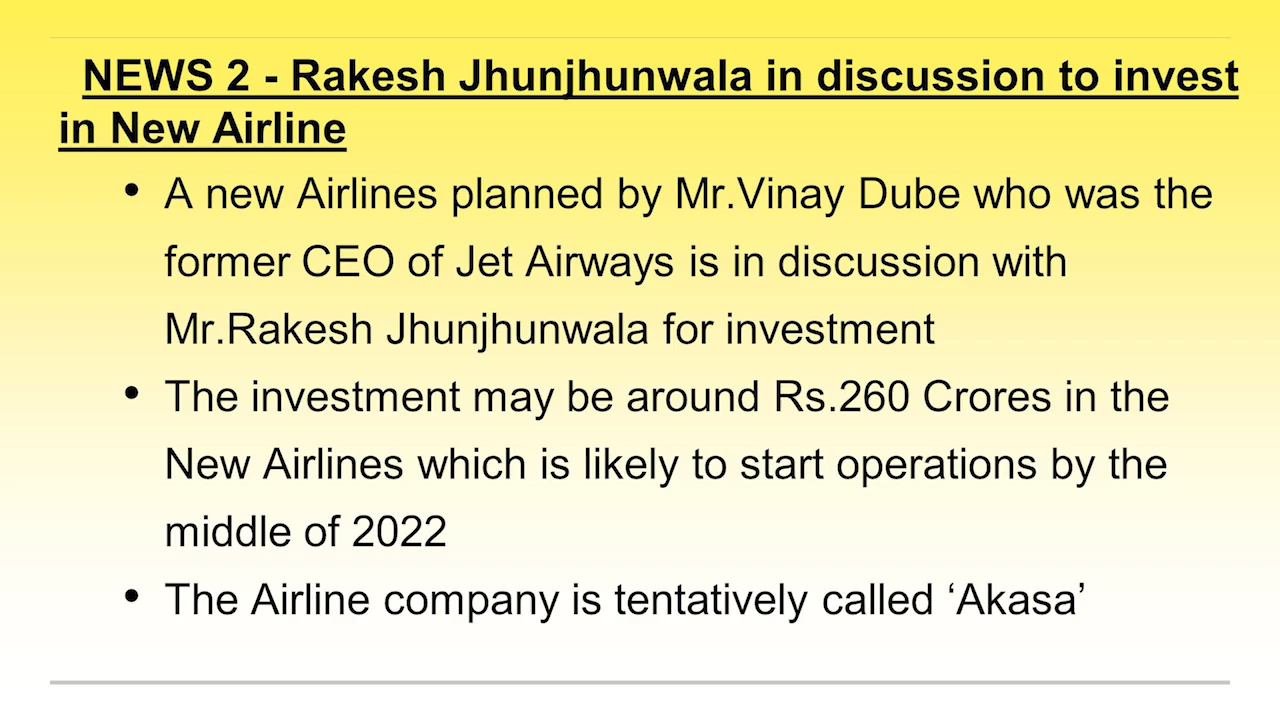 NEWS 2 - Rakesh Jhunjhunwala in discussion to invest
in New Airline
• A new Airlines planned by Mr.Vinay Dube who was the
former CEO of Jet Airways is in discussion with
Mr.Rakesh Jhunjhunwala for investment
• The investment may be around Rs.260 Crores in the
New Airlines which is likely to start operations by the
middle of 2022
• The Airline company is tentatively called ‘Akasa’